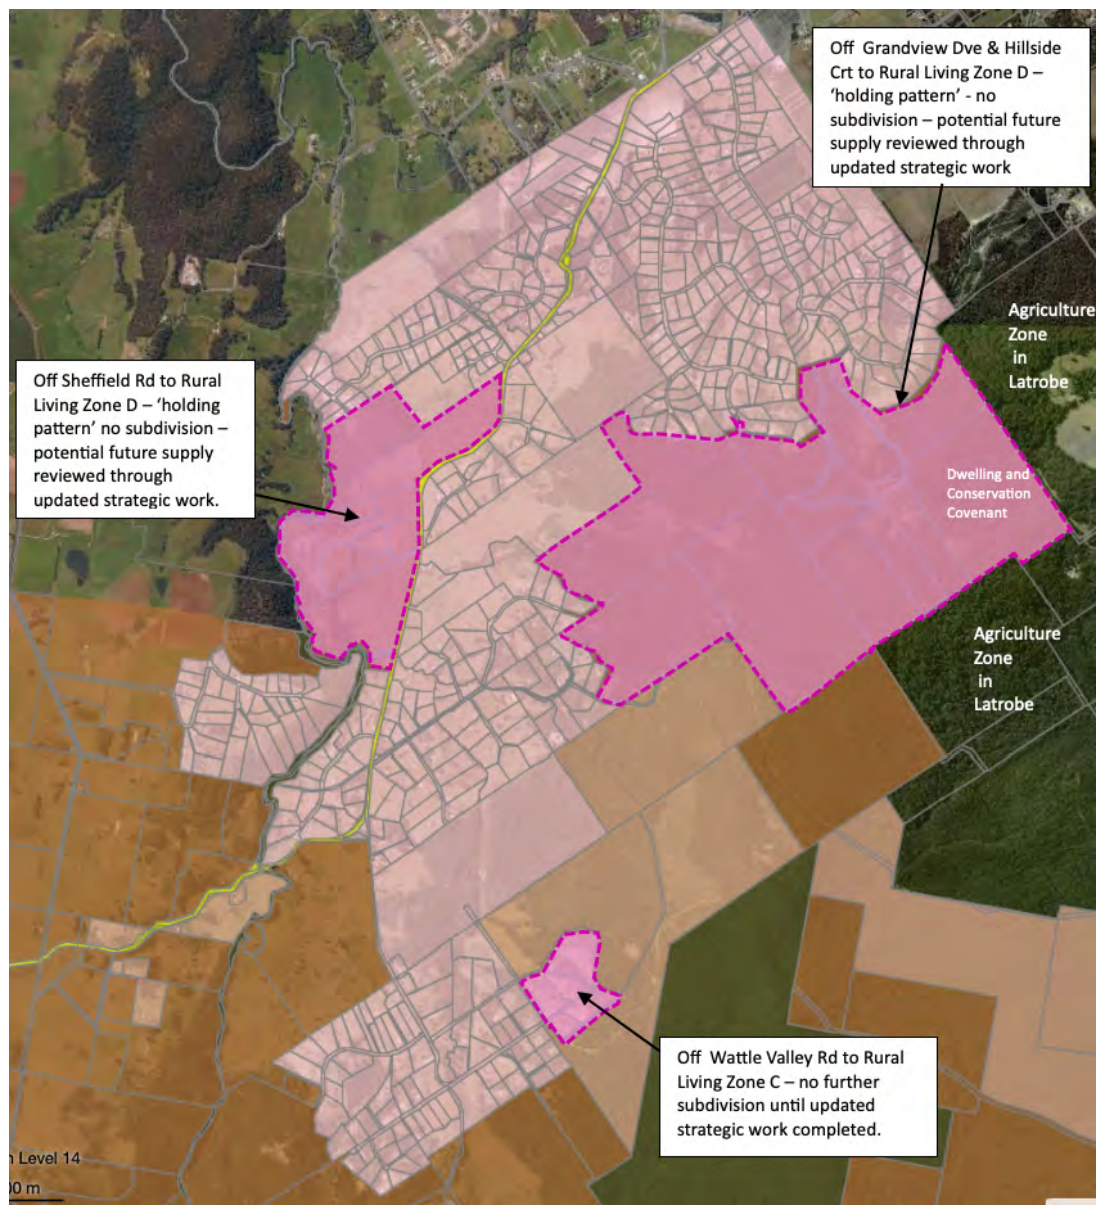 Off Grandview Dve & Hillside
Crt to Rural Living Zone D –
‘holding pattern’ - no
subdivision – potential future
supply reviewed through
updated strategic work
Agriculture
Zone
in
Latrobe
Off Sheffield Rd to Rural
Living Zone D – ‘holding
pattern’ no subdivision –
potential future supply
reviewed through
updated strategic work.
Dwelling and
Conservation
Covenant
Agriculture
Zone
in
Latrobe
Off Wattle Valley Rd to Rural
Living Zone C – no further
subdivision until updated
strategic work completed.
Level 14
00 m